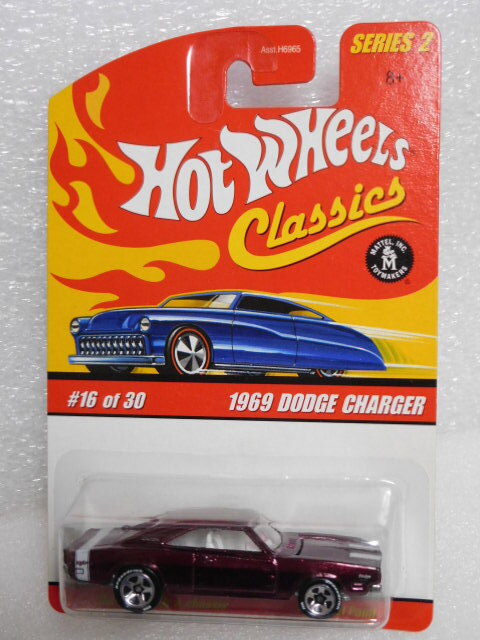 Asst.H6965
SERIES 2
8+
Hot Wheels
Classics
MATTEL, INC.
M
TOYMAKERS
#16 of 30
1969 DODGE CHARGER